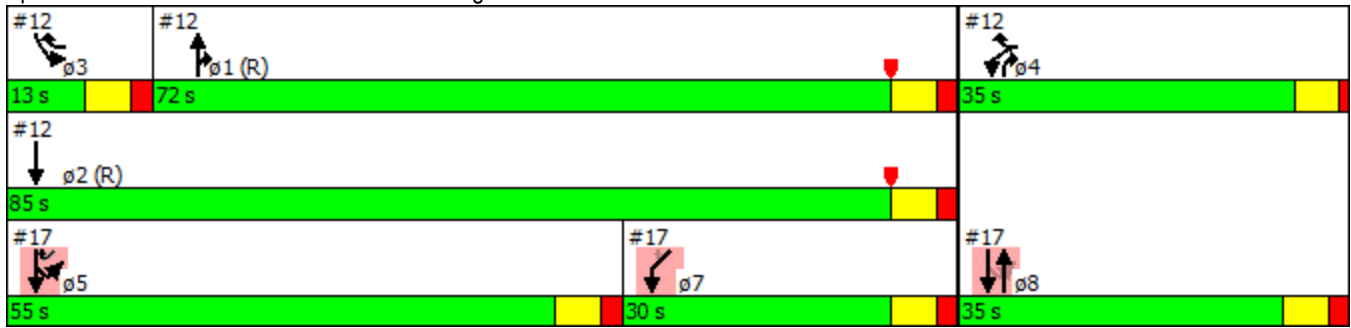 #12 #12 #12
ø3 ø1 (R) ø4
13 s 72 s 35 s
#12
ø2 (R)
85 s
#17 #17 #17
ø5 ø7 ø8
55 s 30 s 35 s